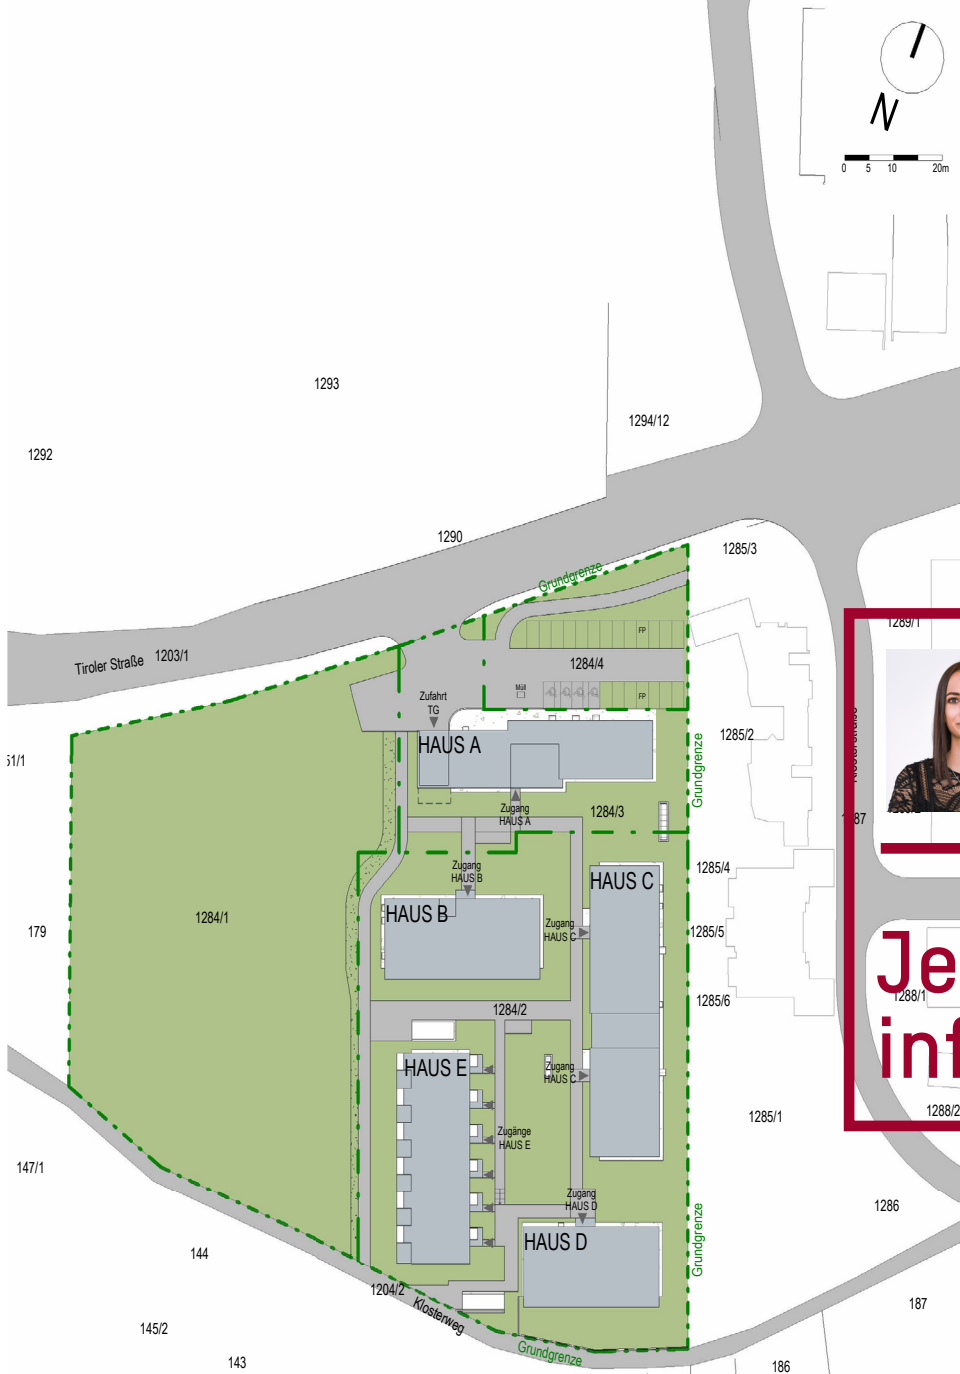 N
0 5 10 20m
1293
1294/12
1292
1290
1285/3
Grundgrenze
1289/1
FP
Tiroler Straße 1203/1
1284/4
Müll
FP
Zufahrt
TG
HAUS A
1285/2
51/1
Grundgrenze
Zugang
HAUS A
1284/3
87
Zugang
HAUS B
1285/4
HAUS C
HAUS B
1284/1
179
Zugang
HAUS C
1285/5
Je
1285/6
1288/1
1284/2
inf
HAUS E
Zugang
HAUS C
1285/1
1288/2
Zugänge
HAUS E
147/1
Zugang
HAUS D
1286
Grundgrenze
HAUS D
144
1204/2
Klosterweg
187
145/2
Grundgrenze
143
186